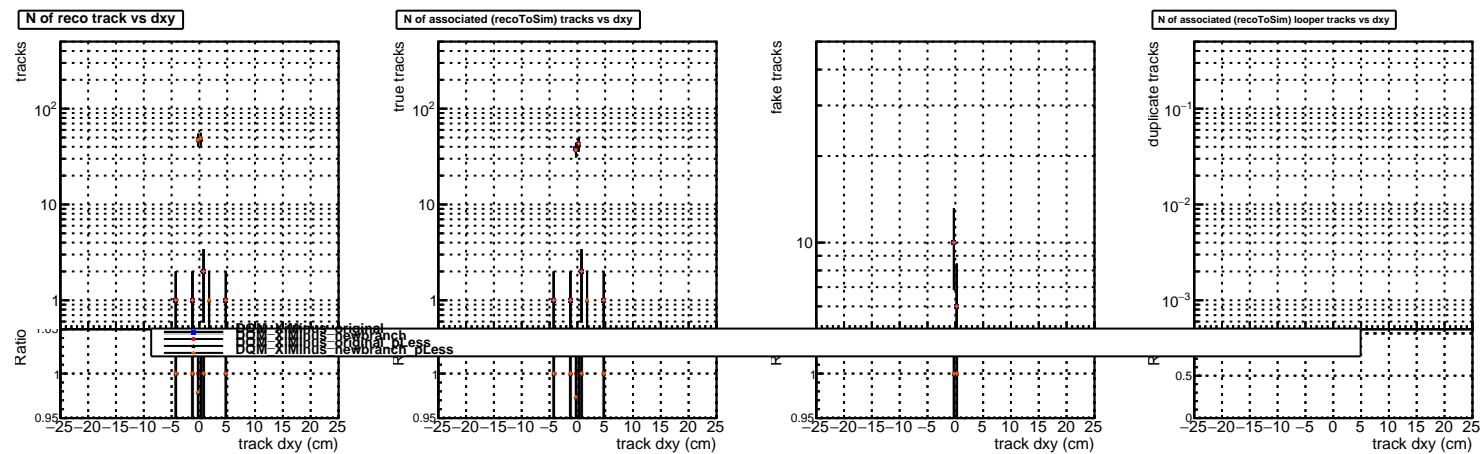 N of reco track vs dxy
N of associated (recoToSim) tracks vs dxy
N of associated (recoToSim) looper tracks vs dxy
tracks
10²
10
1
Ratio
1
0.95
−25 −20 −15 −10 −5 0 5 10 15 20 25
track dxy (cm)
true tracks
10²
10
1
1
0.95
−25 −20 −15 −10 −5 0 5 10 15 20 25
track dxy (cm)
fake tracks
10
1
0.95
−25 −20 −15 −10 −5 0 5 10 15 20 25
track dxy (cm)
duplicate tracks
10⁻¹
10⁻²
10⁻³
0.5
0
−25 −20 −15 −10 −5 0 5 10 15 20 25
track dxy (cm)
DQM_XiMinus_original
DQM_XiMinus_newbranch
DQM_XiMinus_original_pLess
DQM_XiMinus_newbranch_pLess